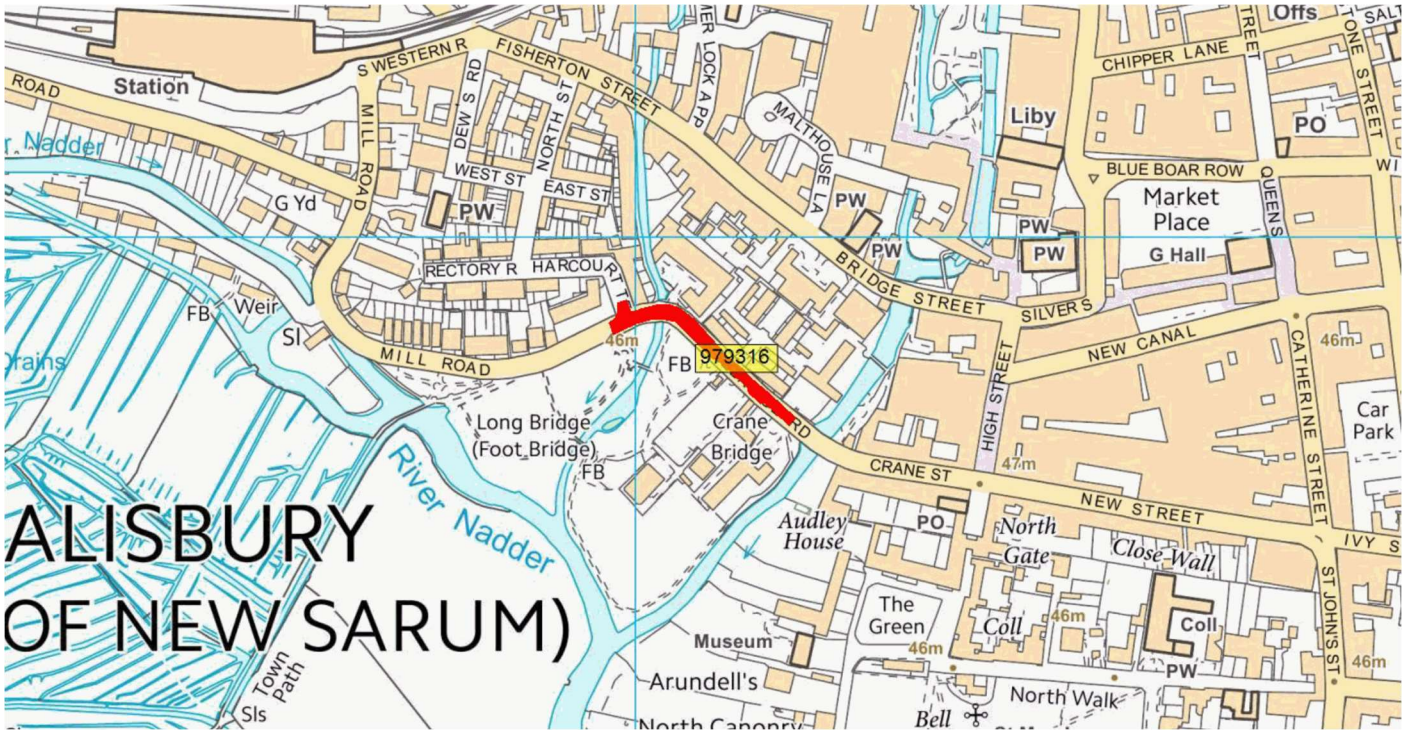 Offs
SALT
CHIPPER LANE
S WESTERN R
FISHERTON STREET
Station
ROAD
MILL ROAD
DEW'S RD
NORTH ST
MALTHOUSE LA
Liby
PO
r. Nadder
WEST ST
EAST ST
BLUE BOAR ROW
WI
QUEENS
Market
Place
G Yd
PW
PW
PW
PW
PW
G Hall
BRIDGE STREET
RECTORY R
HARCOURT T
SILVER S
FB
Weir
Sl
46m
NEW CANAL
46m
MILL ROAD
FB
979316
HIGH STREET
CATHERINE STREET
Drains
Car
Park
Long Bridge
(Foot Bridge)
FB
Crane
Bridge
RD
CRANE ST
47m
NEW STREET
River Nadder
ALISBURY
Audley
House
PO
North
Gate
Close Wall
IVY S
ST JOHN'S ST
OF NEW SARUM)
The
Green
Coll
46m
Coll
Museum
46m
PW
46m
Town
Path
Arundell's
North Walk
Sls
North Canonry
Bell